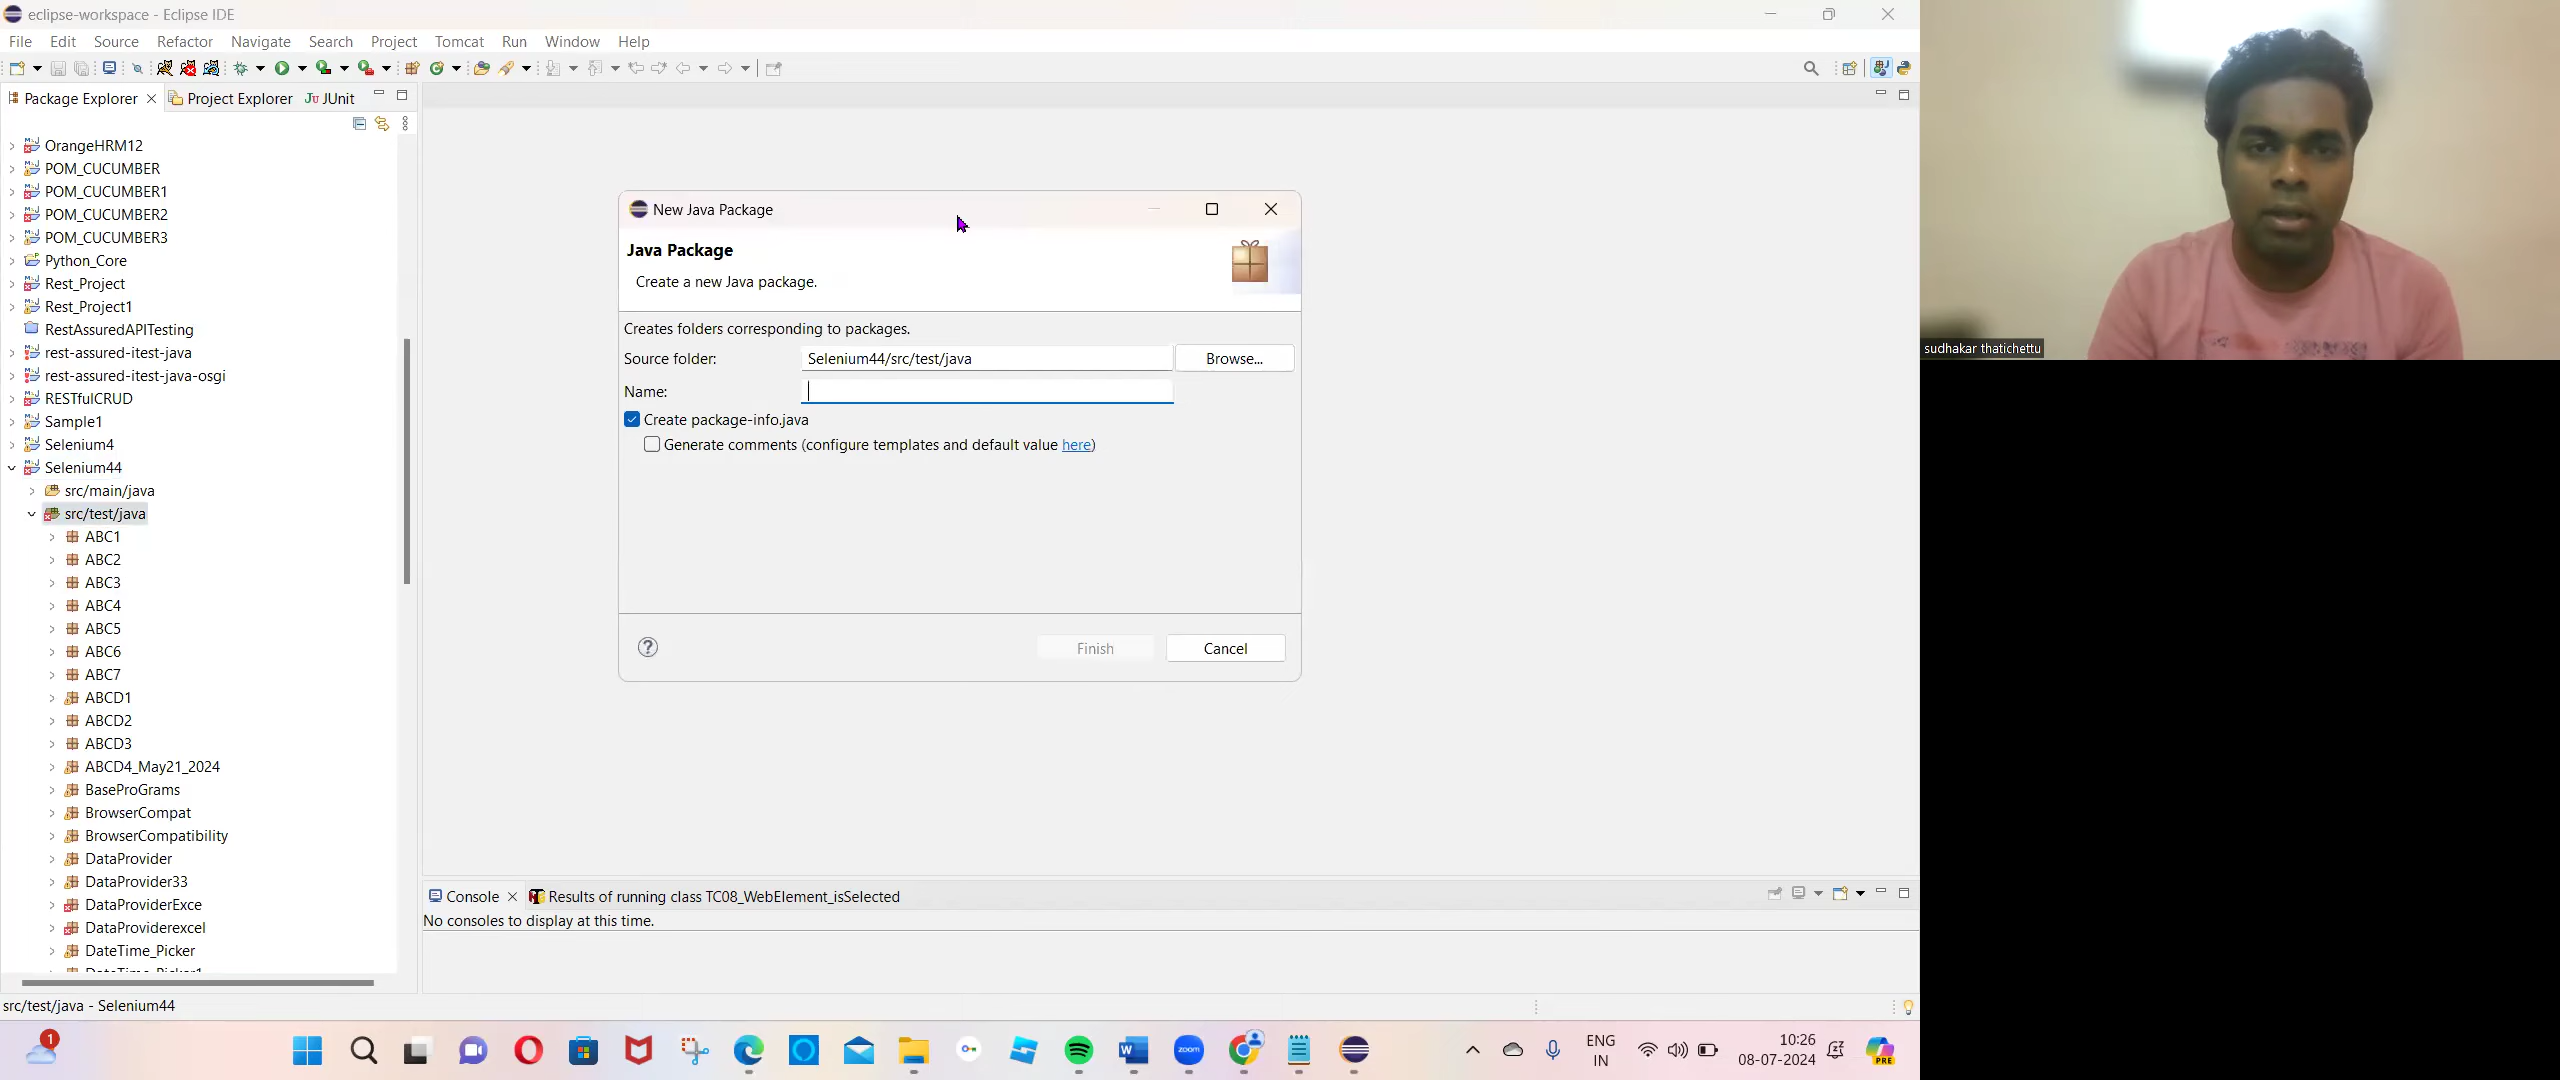 eclipse-workspace - Eclipse IDE
File Edit Source Refactor Navigate Search Project Tomcat Run Window Help
Package Explorer Project Explorer JUnit
OrangeHRM12
POM_CUCUMBER
POM_CUCUMBER1
POM_CUCUMBER2
POM_CUCUMBER3
Python_Core
Rest_Project
Rest_Project1
RestAssuredAPITesting
rest-assured-itest-java
rest-assured-itest-java-osgi
RESTfulCRUD
Sample1
Selenium4
Selenium44
src/main/java
src/test/java
ABC1
ABC2
ABC3
ABC4
ABC5
ABC6
ABC7
ABCD1
ABCD2
ABCD3
ABCD4_May21_2024
BaseProGrams
BrowserCompat
BrowserCompatibility
DataProvider
DataProvider33
DataProviderExce
DataProviderexcel
DateTime_Picker
New Java Package
Java Package
Create a new Java package.
Creates folders corresponding to packages.
Source folder: Selenium44/src/test/java Browse...
Name:
Create package-info.java
Generate comments (configure templates and default value here)
Finish Cancel
Console Results of running class TC08_WebElement_isSelected
No consoles to display at this time.
src/test/java - Selenium44
1
zoom
ENG
IN
10:26
08-07-2024
PRE
sudhakar thatichettu